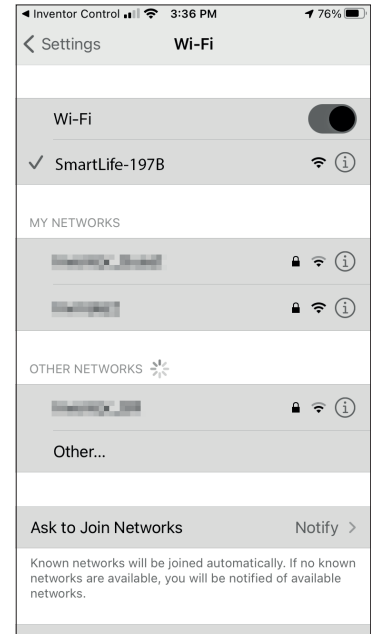 Inventor Control 3:36 PM 76%
Settings Wi-Fi
Wi-Fi
SmartLife-197B
MY NETWORKS
OTHER NETWORKS
Other...
Ask to Join Networks Notify
Known networks will be joined automatically. If no known
networks are available, you will be notified of available
networks.